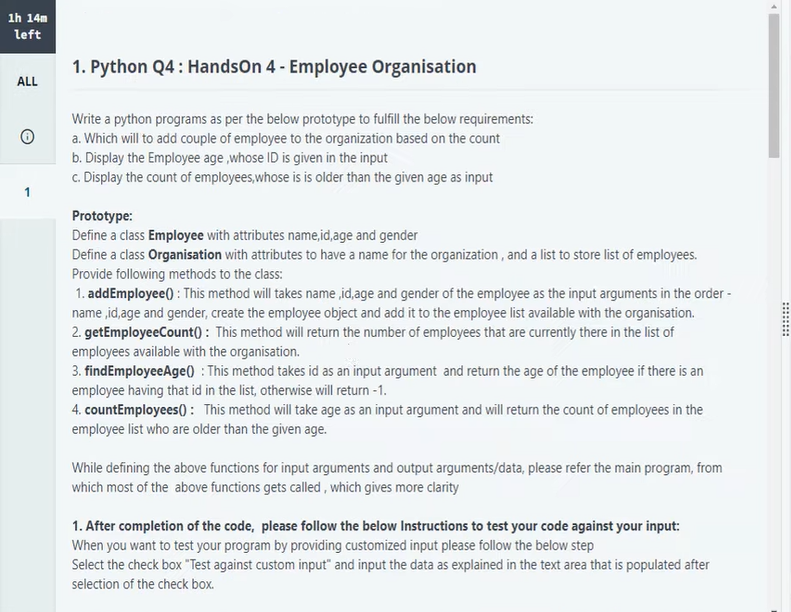 1h 14m
left
ALL
1
1. Python Q4 : HandsOn 4 - Employee Organisation
Write a python programs as per the below prototype to fulfill the below requirements:
a. Which will to add couple of employee to the organization based on the count
b. Display the Employee age ,whose ID is given in the input
c. Display the count of employees,whose is is older than the given age as input
Prototype:
Define a class Employee with attributes name,id,age and gender
Define a class Organisation with attributes to have a name for the organization , and a list to store list of employees.
Provide following methods to the class:
1. addEmployee() : This method will takes name ,id,age and gender of the employee as the input arguments in the order -
name ,id,age and gender, create the employee object and add it to the employee list available with the organisation.
2. getEmployeeCount() : This method will return the number of employees that are currently there in the list of
employees available with the organisation.
3. findEmployeeAge() : This method takes id as an input argument and return the age of the employee if there is an
employee having that id in the list, otherwise will return -1.
4. countEmployees() : This method will take age as an input argument and will return the count of employees in the
employee list who are older than the given age.
While defining the above functions for input arguments and output arguments/data, please refer the main program, from
which most of the above functions gets called , which gives more clarity
1. After completion of the code, please follow the below Instructions to test your code against your input:
When you want to test your program by providing customized input please follow the below step
Select the check box "Test against custom input" and input the data as explained in the text area that is populated after
selection of the check box.